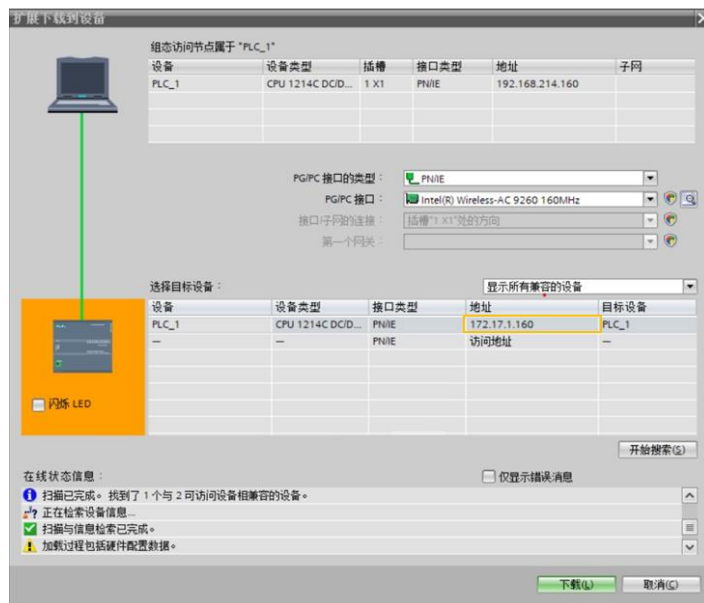 扩展下载到设备
组态访问节点属于 "PLC_1"
设备 设备类型 插槽 接口类型 地址 子网
PLC_1 CPU 1214C DC/D... 1 X1 PN/IE 192.168.214.160
PG/PC 接口的类型： PN/IE
PG/PC 接口： Intel(R) Wireless-AC 9260 160MHz
接口/子网的连接： 插槽"1 X1"处的方向
第一个网关：
选择目标设备： 显示所有兼容的设备
设备 设备类型 接口类型 地址 目标设备
PLC_1 CPU 1214C DC/D... PN/IE 172.17.1.160 PLC_1
— — PN/IE 访问地址 —
闪烁 LED
开始搜索(S)
在线状态信息： 仅显示错误消息
扫描已完成。找到了 1 个与 2 可访问设备相兼容的设备。
正在检索设备信息...
扫描与信息检索已完成。
加载过程包括硬件配置数据。
下载(L) 取消(C)